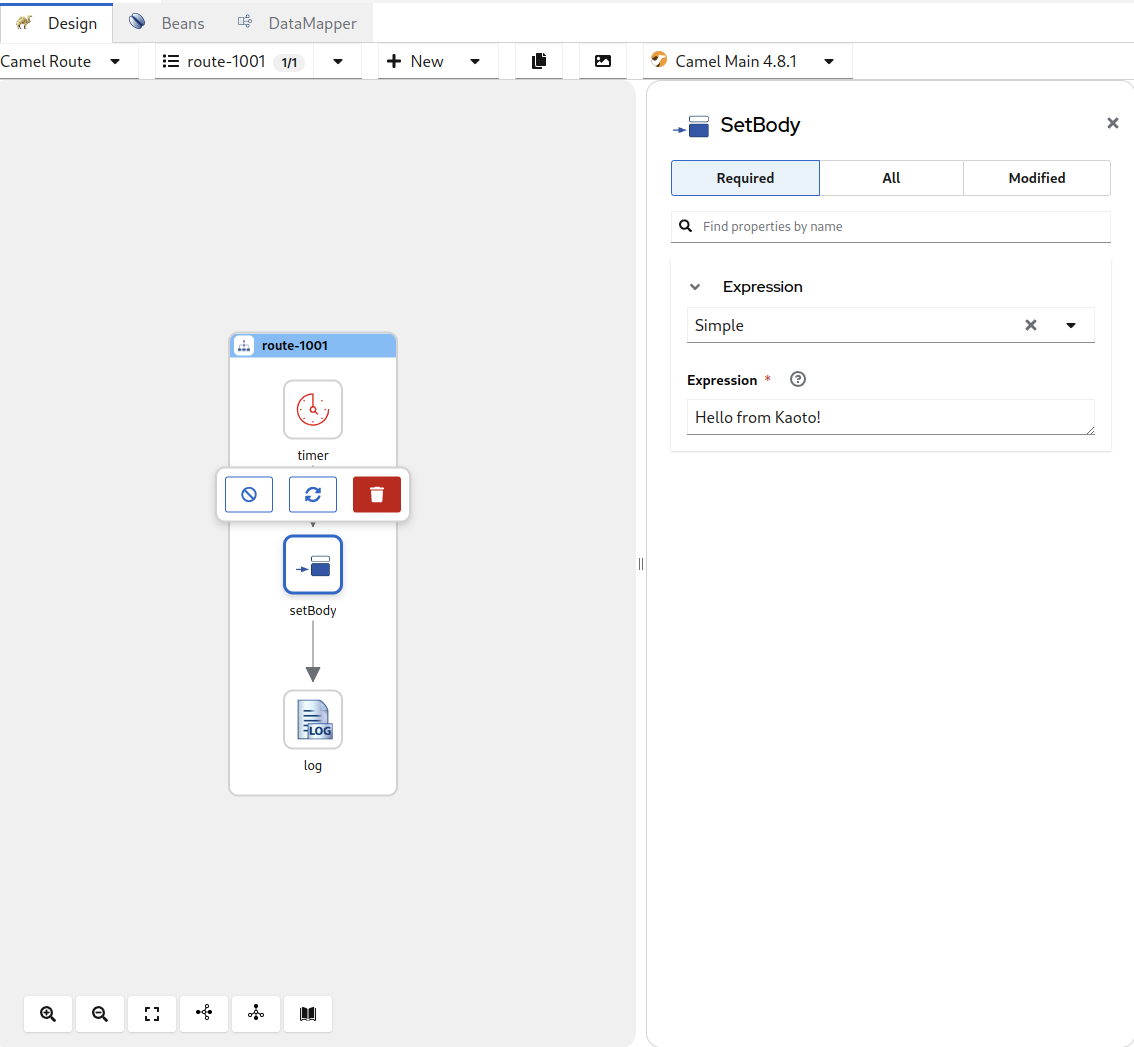 Design Beans DataMapper
Camel Route route-1001 1/1 New Camel Main 4.8.1
SetBody
Required All Modified
Find properties by name
Expression
Simple
Expression *
Hello from Kaoto!
route-1001
timer
setBody
LOG
log